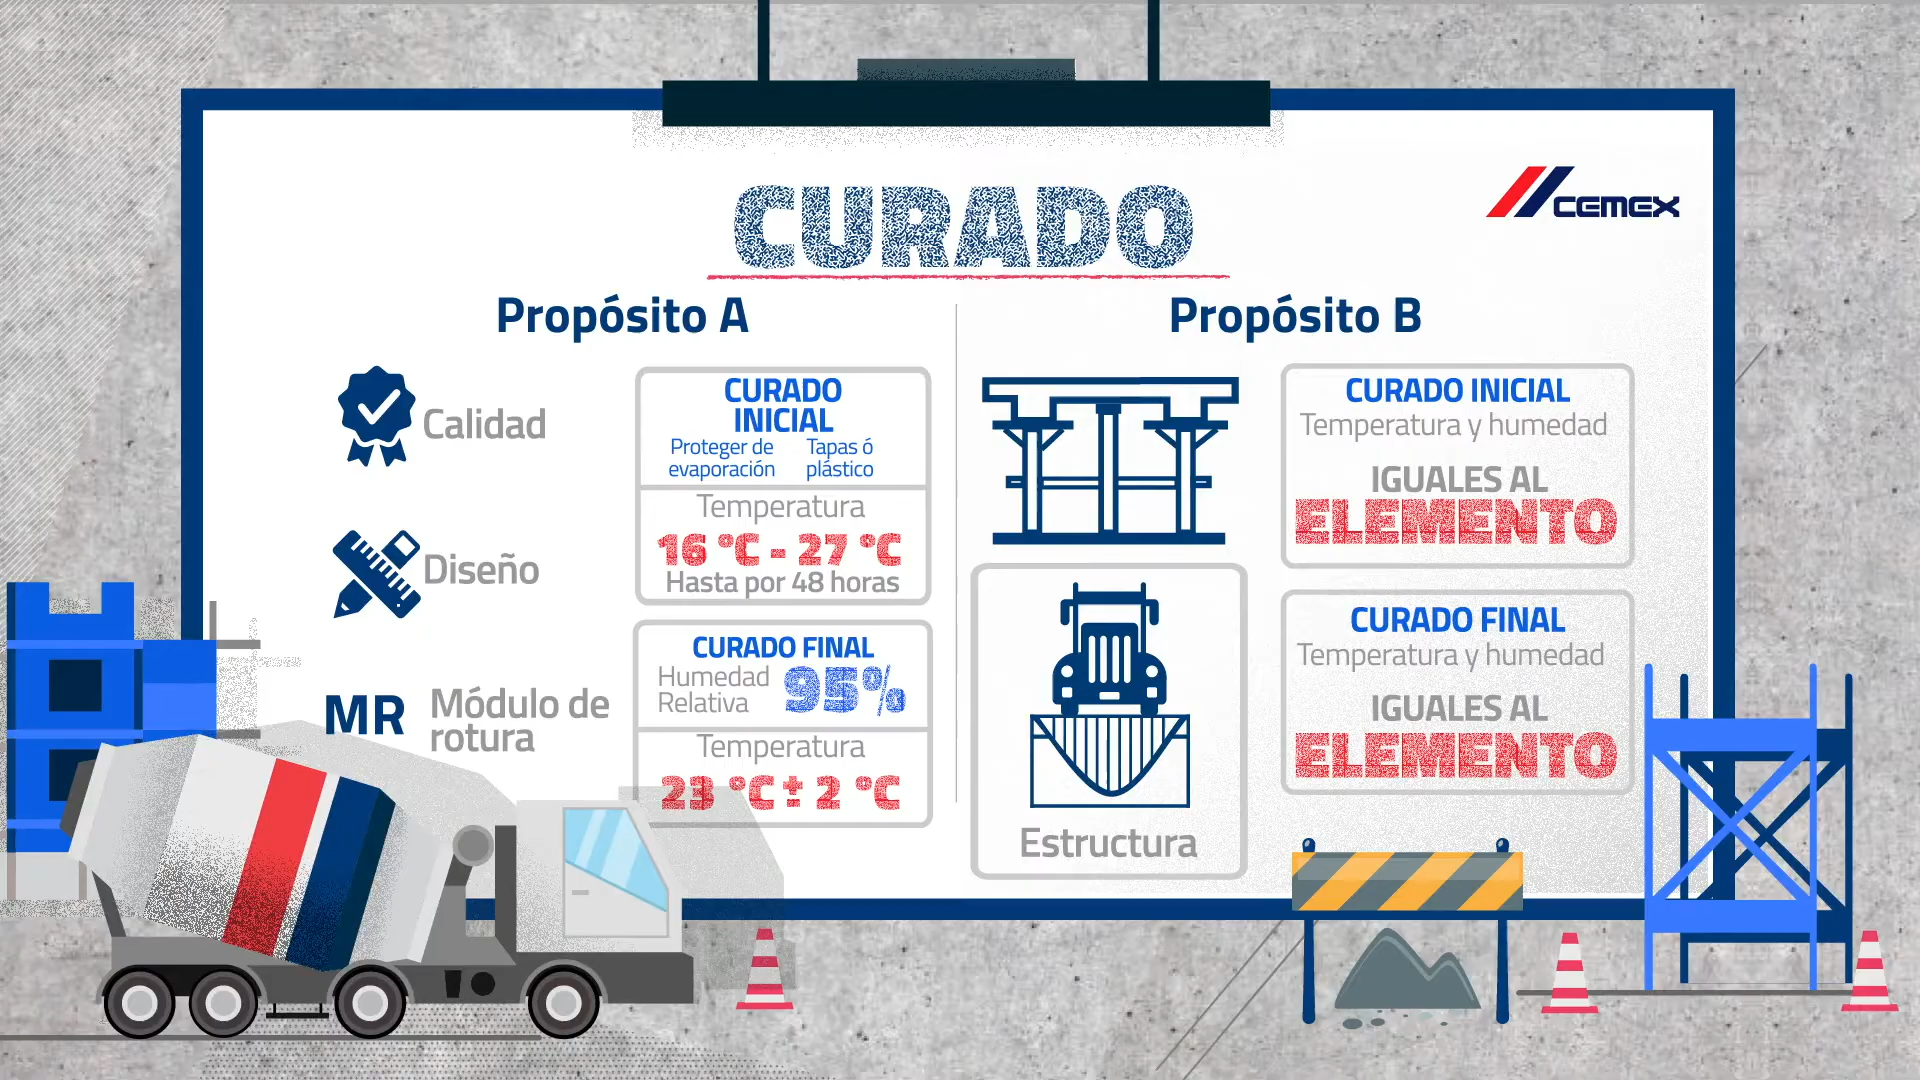 CURADO
CEMEX
Propósito A
Calidad
Diseño
MR
Módulo de
rotura
CURADO
INICIAL
Proteger de
evaporación
Tapas ó
plástico
Temperatura
16 °C - 27 °C
Hasta por 48 horas
CURADO FINAL
Humedad
Relativa
95%
Temperatura
23 °C ± 2 °C
Propósito B
Estructura
CURADO INICIAL
Temperatura y humedad
IGUALES AL
ELEMENTO
CURADO FINAL
Temperatura y humedad
IGUALES AL
ELEMENTO